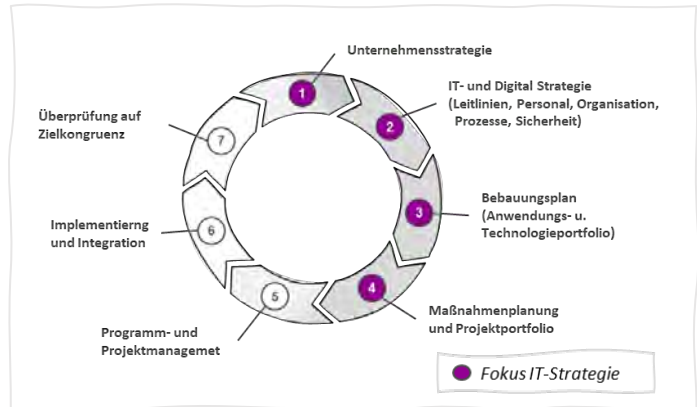 1
Unternehmensstrategie
2
IT- und Digital Strategie
(Leitlinien, Personal, Organisation,
Prozesse, Sicherheit)
3
Bebauungsplan
(Anwendungs- u.
Technologieportfolio)
4
Maßnahmenplanung
und Projektportfolio
5
Programm- und
Projektmanagemet
6
Implementierng
und Integration
7
Überprüfung auf
Zielkongruenz
Fokus IT-Strategie